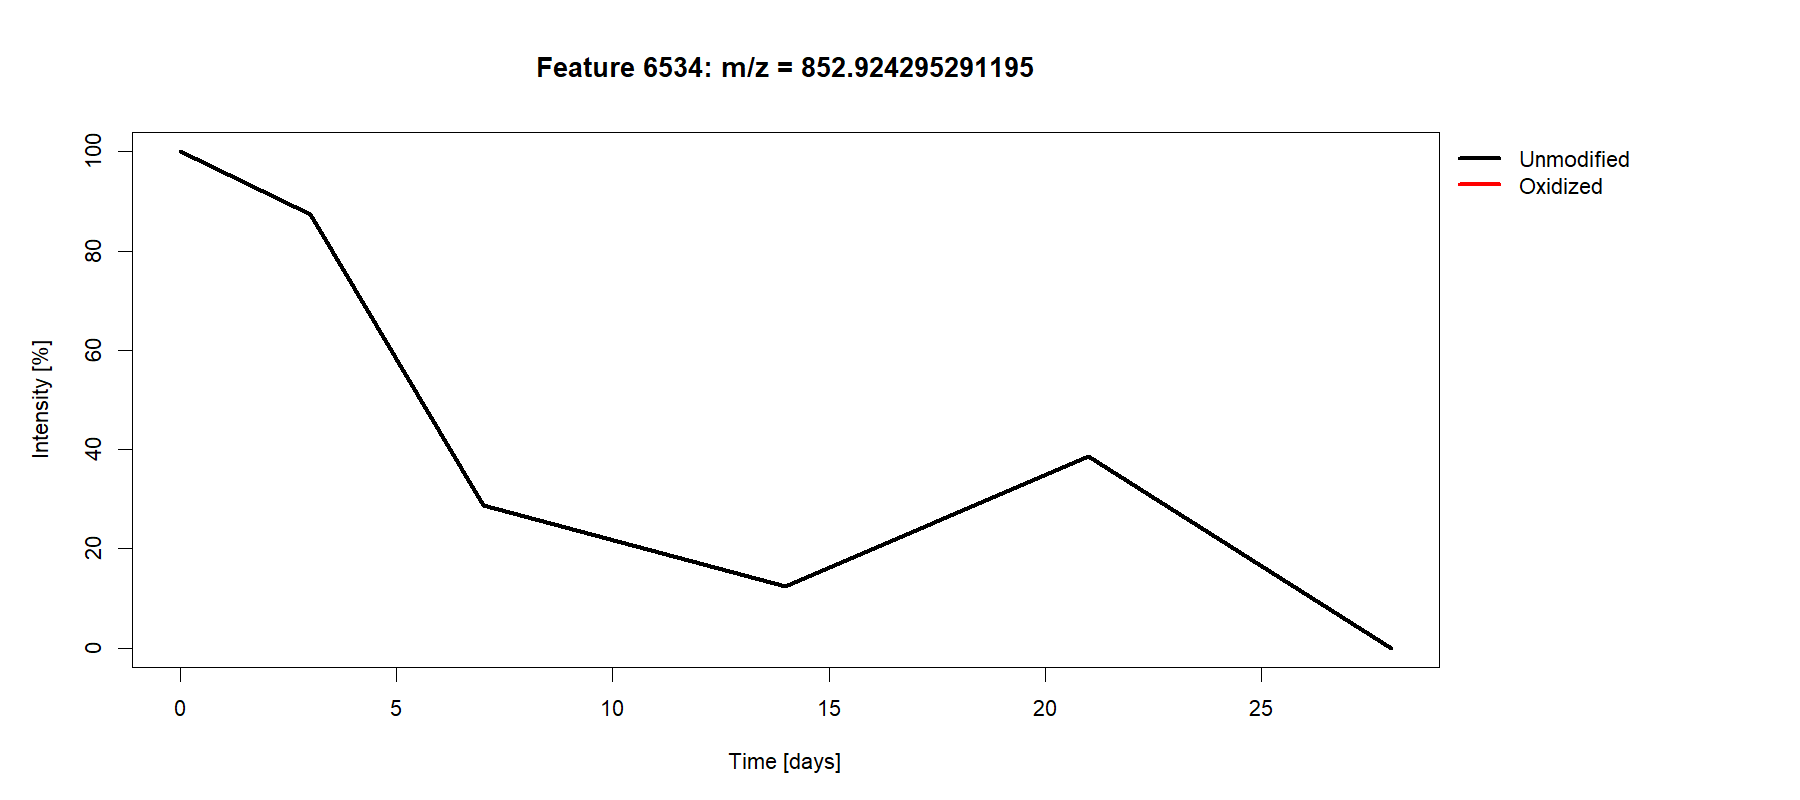 Feature 6534: m/z = 852.924295291195
Unmodified
Oxidized
Intensity [%]
100
80
60
40
20
0
0 5 10 15 20 25
Time [days]